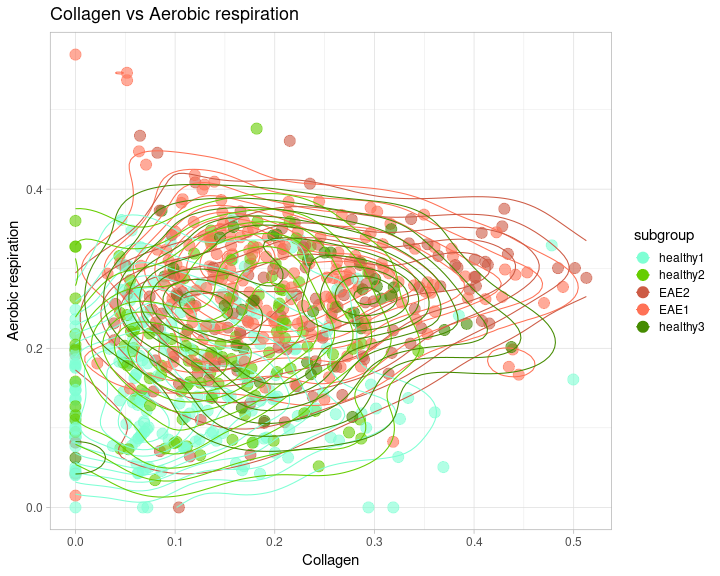 Collagen vs Aerobic respiration
Aerobic respiration
0.4
0.2
0.0
0.0 0.1 0.2 0.3 0.4 0.5
Collagen
subgroup
healthy1
healthy2
EAE2
EAE1
healthy3